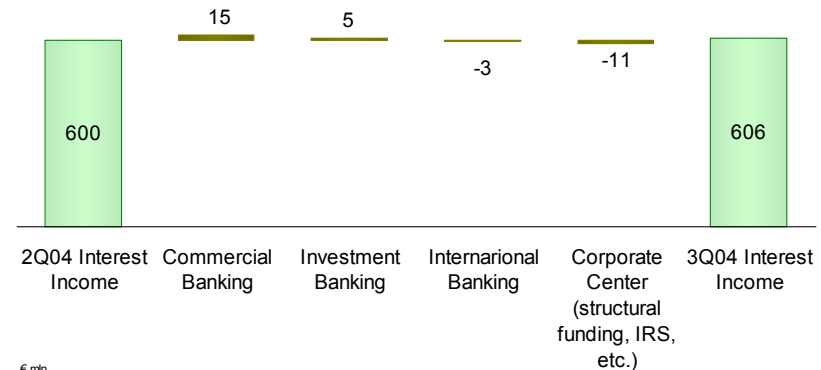 15
5
-3
-11
600
606
2Q04 Interest
Income
Commercial
Banking
Investment
Banking
Internarional
Banking
Corporate
Center
(structural
funding, IRS,
etc.)
3Q04 Interest
Income
€ mln